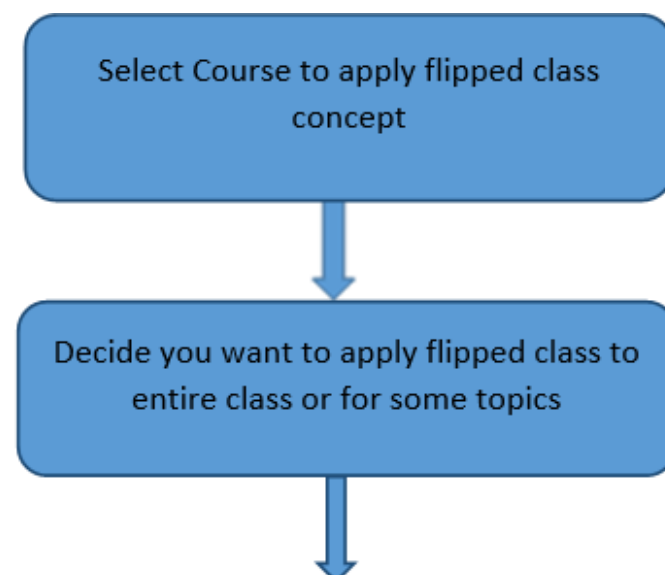 Select Course to apply flipped class
concept
Decide you want to apply flipped class to
entire class or for some topics